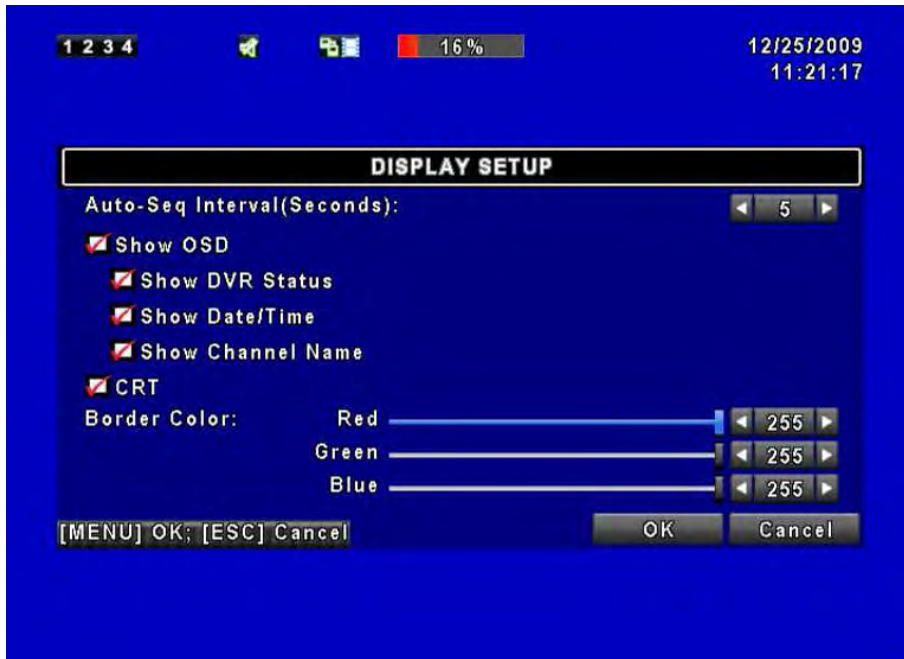 1 2 3 4 16% 12/25/2009
11:21:17
DISPLAY SETUP
Auto-Seq Interval(Seconds): 5
Show OSD
Show DVR Status
Show Date/Time
Show Channel Name
CRT
Border Color: Red 255
Green 255
Blue 255
[MENU] OK; [ESC] Cancel OK Cancel